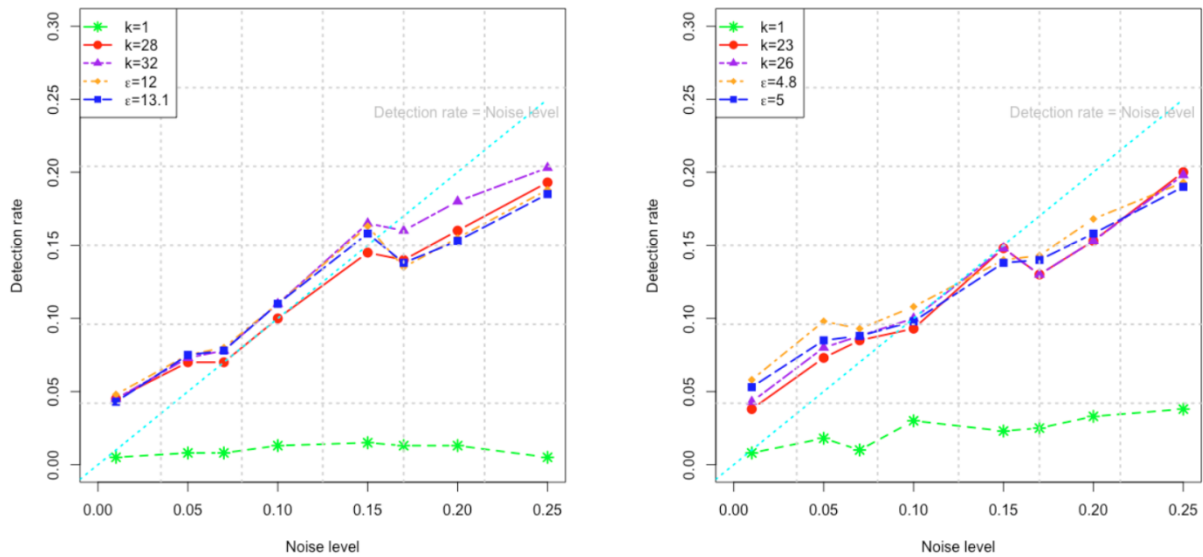 k=1
k=28
k=32
ε=12
ε=13.1
Detection rate = Noise level
0.30
0.25
0.20
0.15
0.10
0.05
0.00
Detection rate
0.00 0.05 0.10 0.15 0.20 0.25
Noise level
k=1
k=23
k=26
ε=4.8
ε=5
Detection rate = Noise level
0.30
0.25
0.20
0.15
0.10
0.05
0.00
Detection rate
0.00 0.05 0.10 0.15 0.20 0.25
Noise level